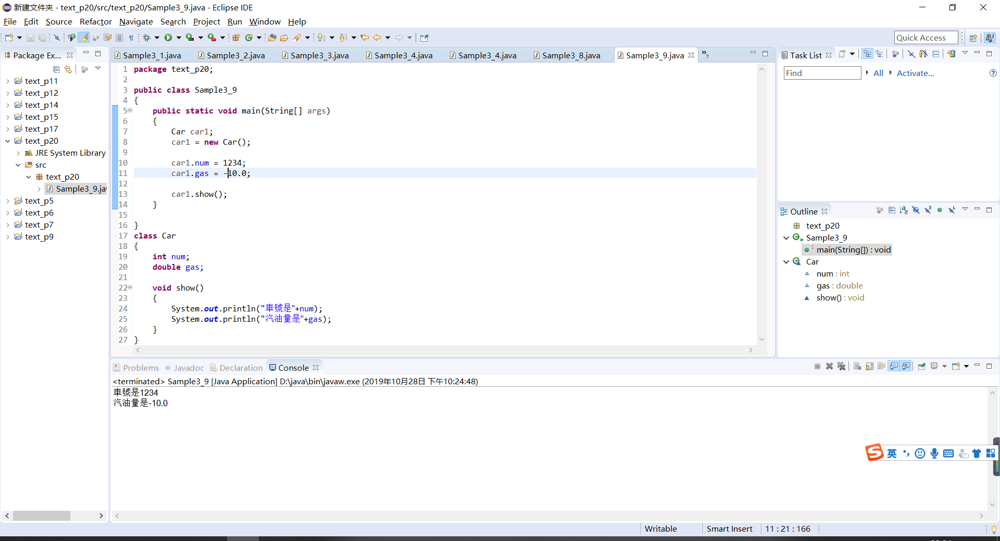 新建文件夹 - text_p20/src/text_p20/Sample3_9.java - Eclipse IDE
File Edit Source Refactor Navigate Search Project Run Window Help
Quick Access
Package Ex...
text_p11
text_p12
text_p14
text_p15
text_p17
text_p20
JRE System Library
src
text_p20
Sample3_9.jav
text_p5
text_p6
text_p7
text_p9
Sample3_1.java Sample3_2.java Sample3_3.java Sample3_4.java Sample3_4.java Sample3_8.java Sample3_9.java »2
1 package text_p20;
2
3 public class Sample3_9
4 {
5 public static void main(String[] args)
6 {
7 Car car1;
8 car1 = new Car();
9
10 car1.num = 1234;
11 car1.gas = -10.0;
12
13 car1.show();
14 }
15
16 }
17 class Car
18 {
19 int num;
20 double gas;
21
22 void show()
23 {
24 System.out.println("車號是"+num);
25 System.out.println("汽油量是"+gas);
26 }
27 }
Task List
Find All Activate...
Outline
text_p20
Sample3_9
main(String[]) : void
Car
num : int
gas : double
show() : void
Problems @ Javadoc Declaration Console
<terminated> Sample3_9 [Java Application] D:\java\bin\javaw.exe (2019年10月28日 下午10:24:48)
車號是1234
汽油量是-10.0
英
Writable Smart Insert 11 : 21 : 166